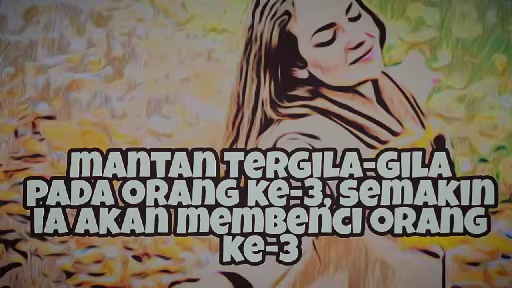 MANTAN TERGILA-GILA
PADA ORANG KE-3, SEMAKIN
IA AKAN MEMBENCI ORANG
KE-3